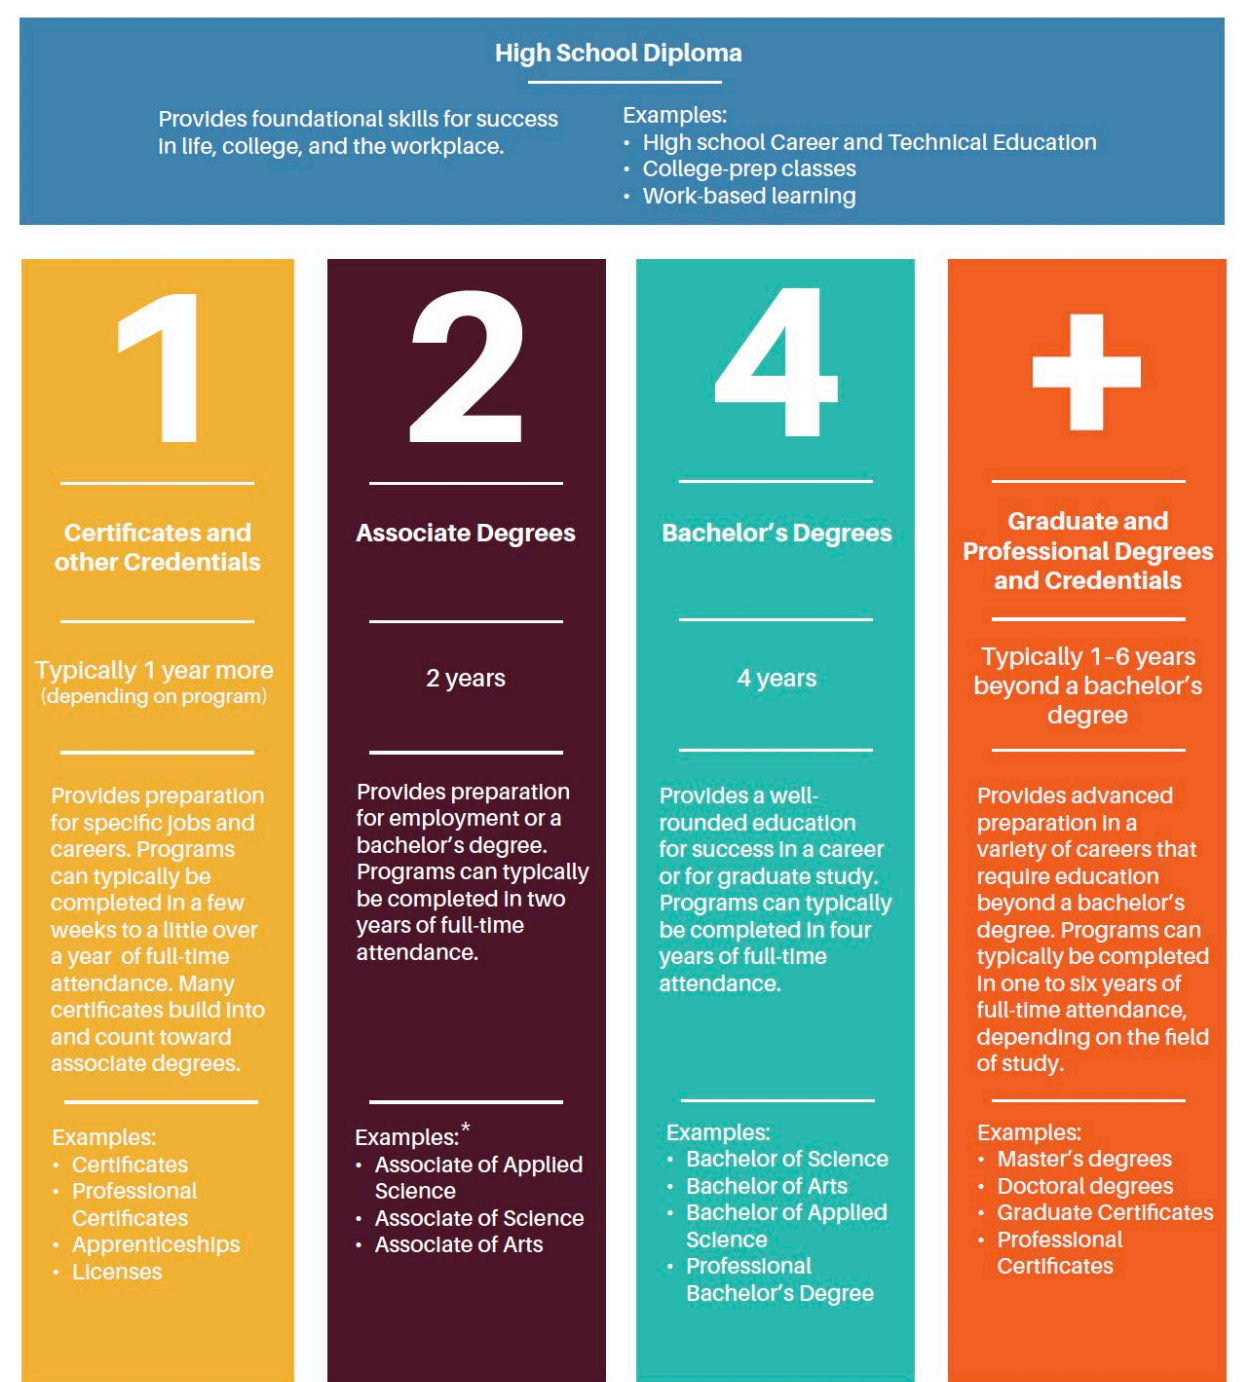 High School Diploma
Provides foundational skills for success
in life, college, and the workplace.
Examples:
• High school Career and Technical Education
• College-prep classes
• Work-based learning
1
Certificates and
other Credentials
Typically 1 year more
(depending on program)
Provides preparation
for specific jobs and
careers. Programs
can typically be
completed in a few
weeks to a little over
a year of full-time
attendance. Many
certificates build into
and count toward
associate degrees.
Examples:
• Certificates
• Professional
Certificates
• Apprenticeships
• Licenses
2
Associate Degrees
2 years
Provides preparation
for employment or a
bachelor's degree.
Programs can typically
be completed in two
years of full-time
attendance.
Examples:*
• Associate of Applied
Science
• Associate of Science
• Associate of Arts
4
Bachelor's Degrees
4 years
Provides a well-
rounded education
for success in a career
or for graduate study.
Programs can typically
be completed in four
years of full-time
attendance.
Examples:
• Bachelor of Science
• Bachelor of Arts
• Bachelor of Applied
Science
• Professional
Bachelor's Degree
+
Graduate and
Professional Degrees
and Credentials
Typically 1–6 years
beyond a bachelor's
degree
Provides advanced
preparation in a
variety of careers that
require education
beyond a bachelor's
degree. Programs can
typically be completed
in one to six years of
full-time attendance,
depending on the field
of study.
Examples:
• Master's degrees
• Doctoral degrees
• Graduate Certificates
• Professional
Certificates